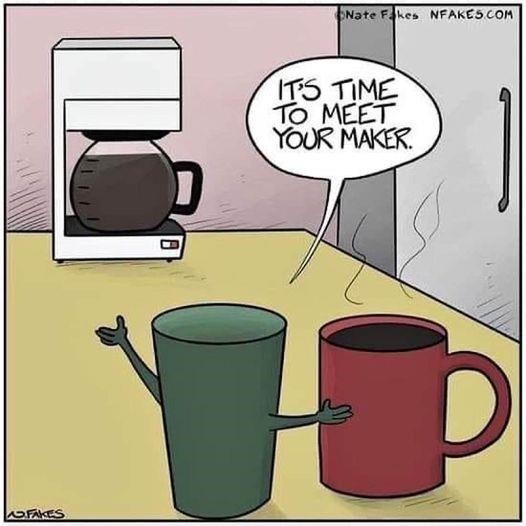 ©Nate Fakes NFAKES.COM
IT'S TIME
TO MEET
YOUR MAKER.
N.FAKES